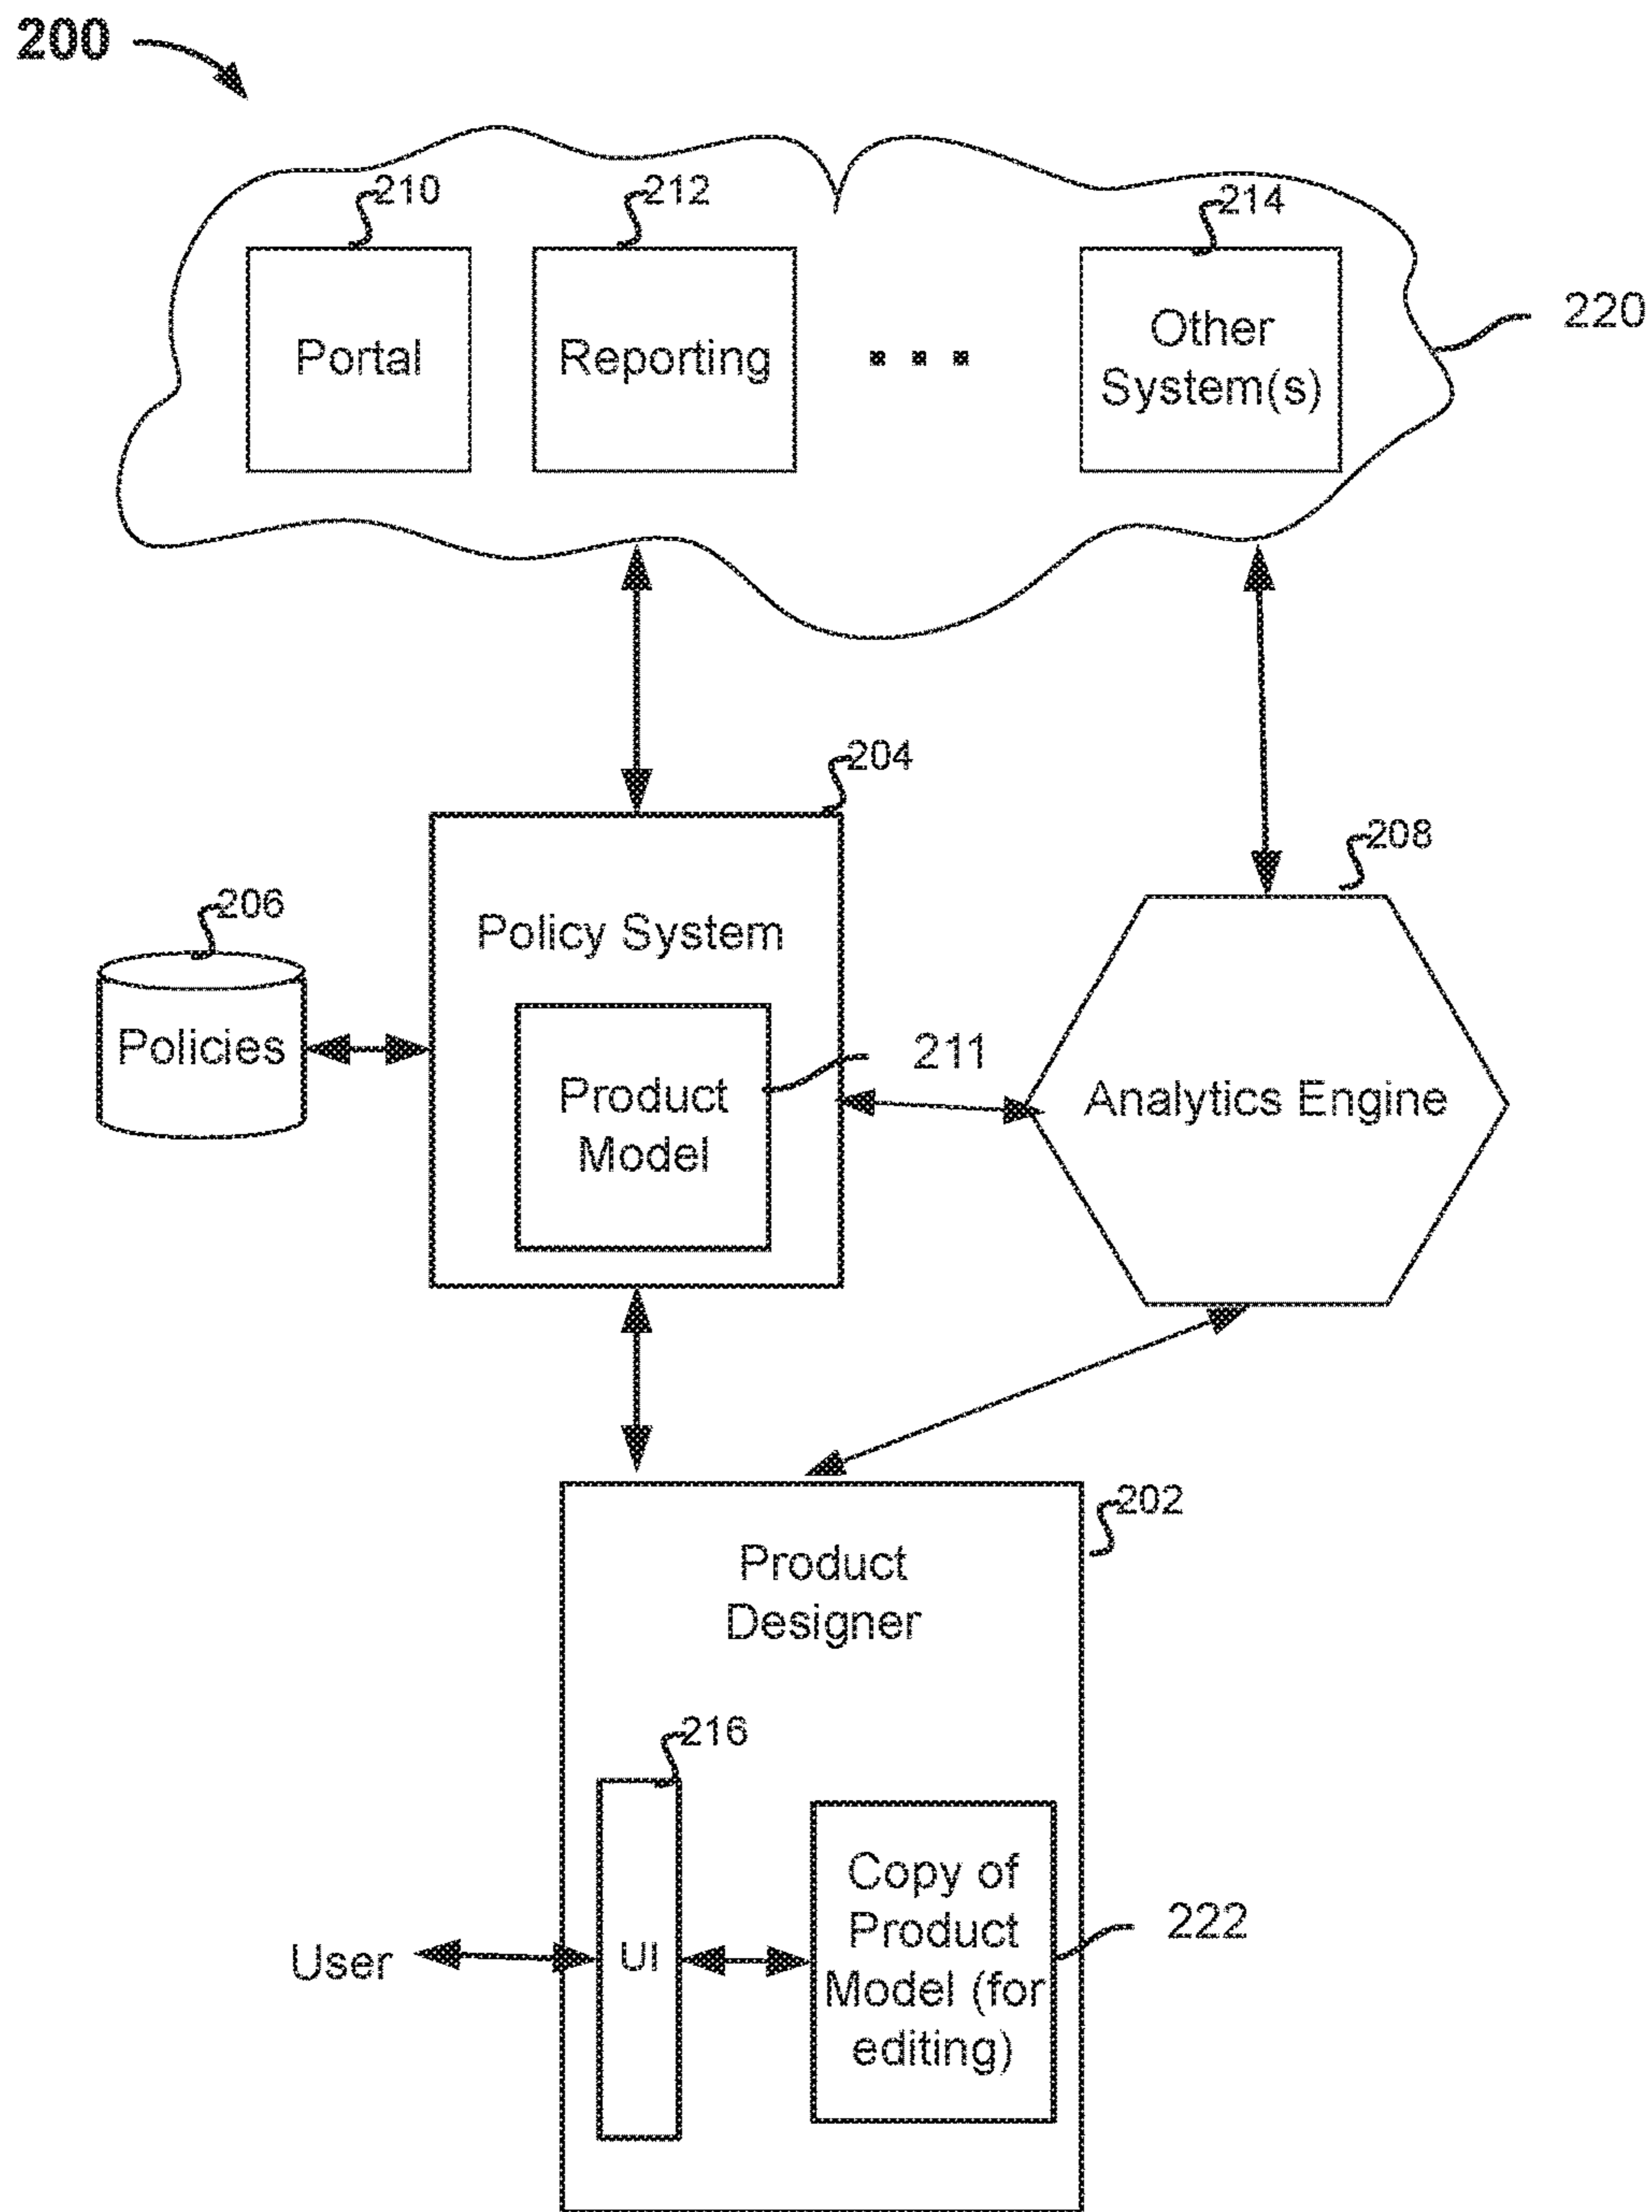 200
210
212
214
220
Portal
Reporting
...
Other
System(s)
204
208
206
Policy System
Policies
211
Product
Model
Analytics Engine
202
Product
Designer
216
222
User
UI
Copy of
Product
Model (for
editing)